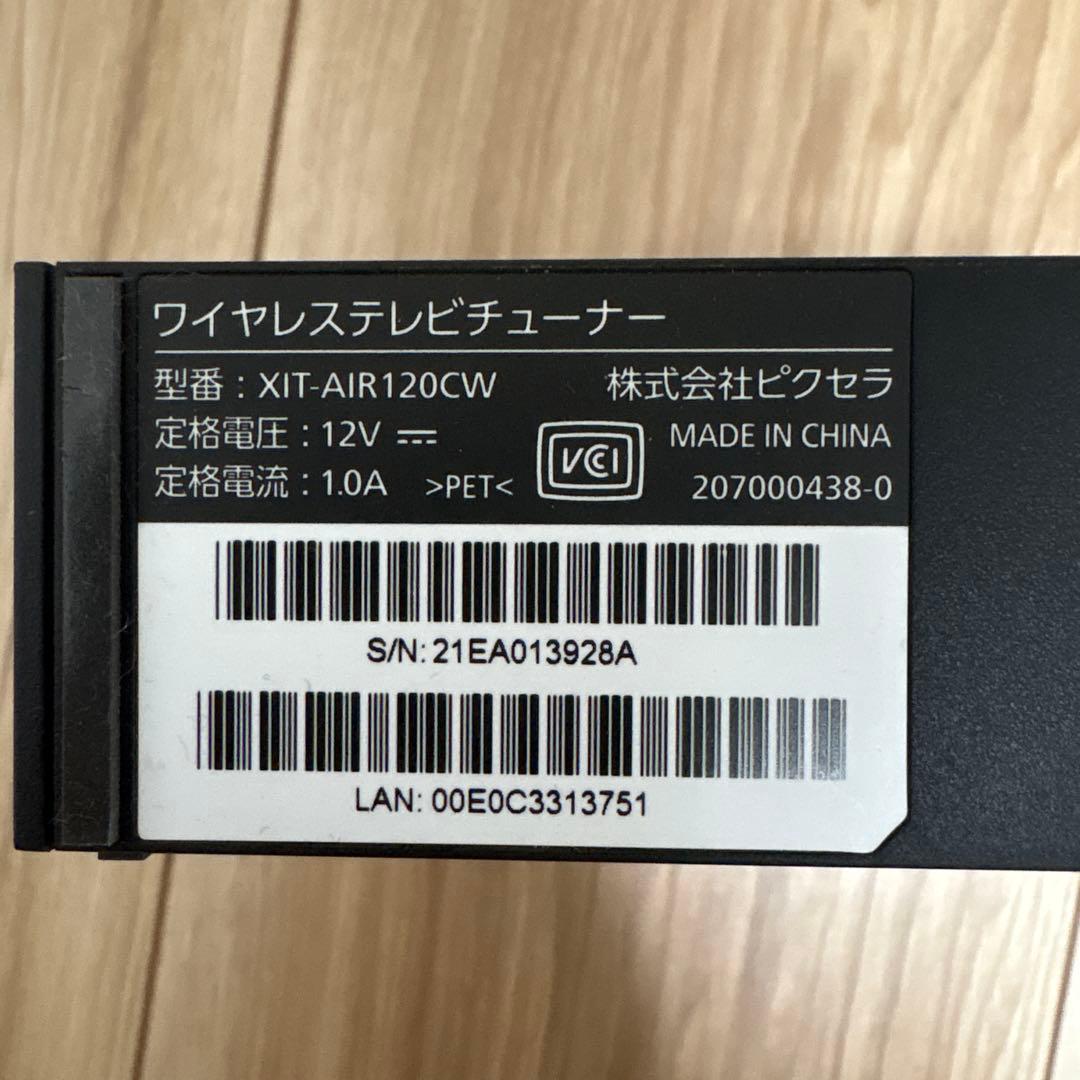 ワイヤレステレビチューナー
型番：XIT-AIR120CW 株式会社ピクセラ
定格電圧：12V MADE IN CHINA
定格電流：1.0A >PET< VCCI 207000438-0
S/N: 21EA013928A
LAN: 00E0C3313751